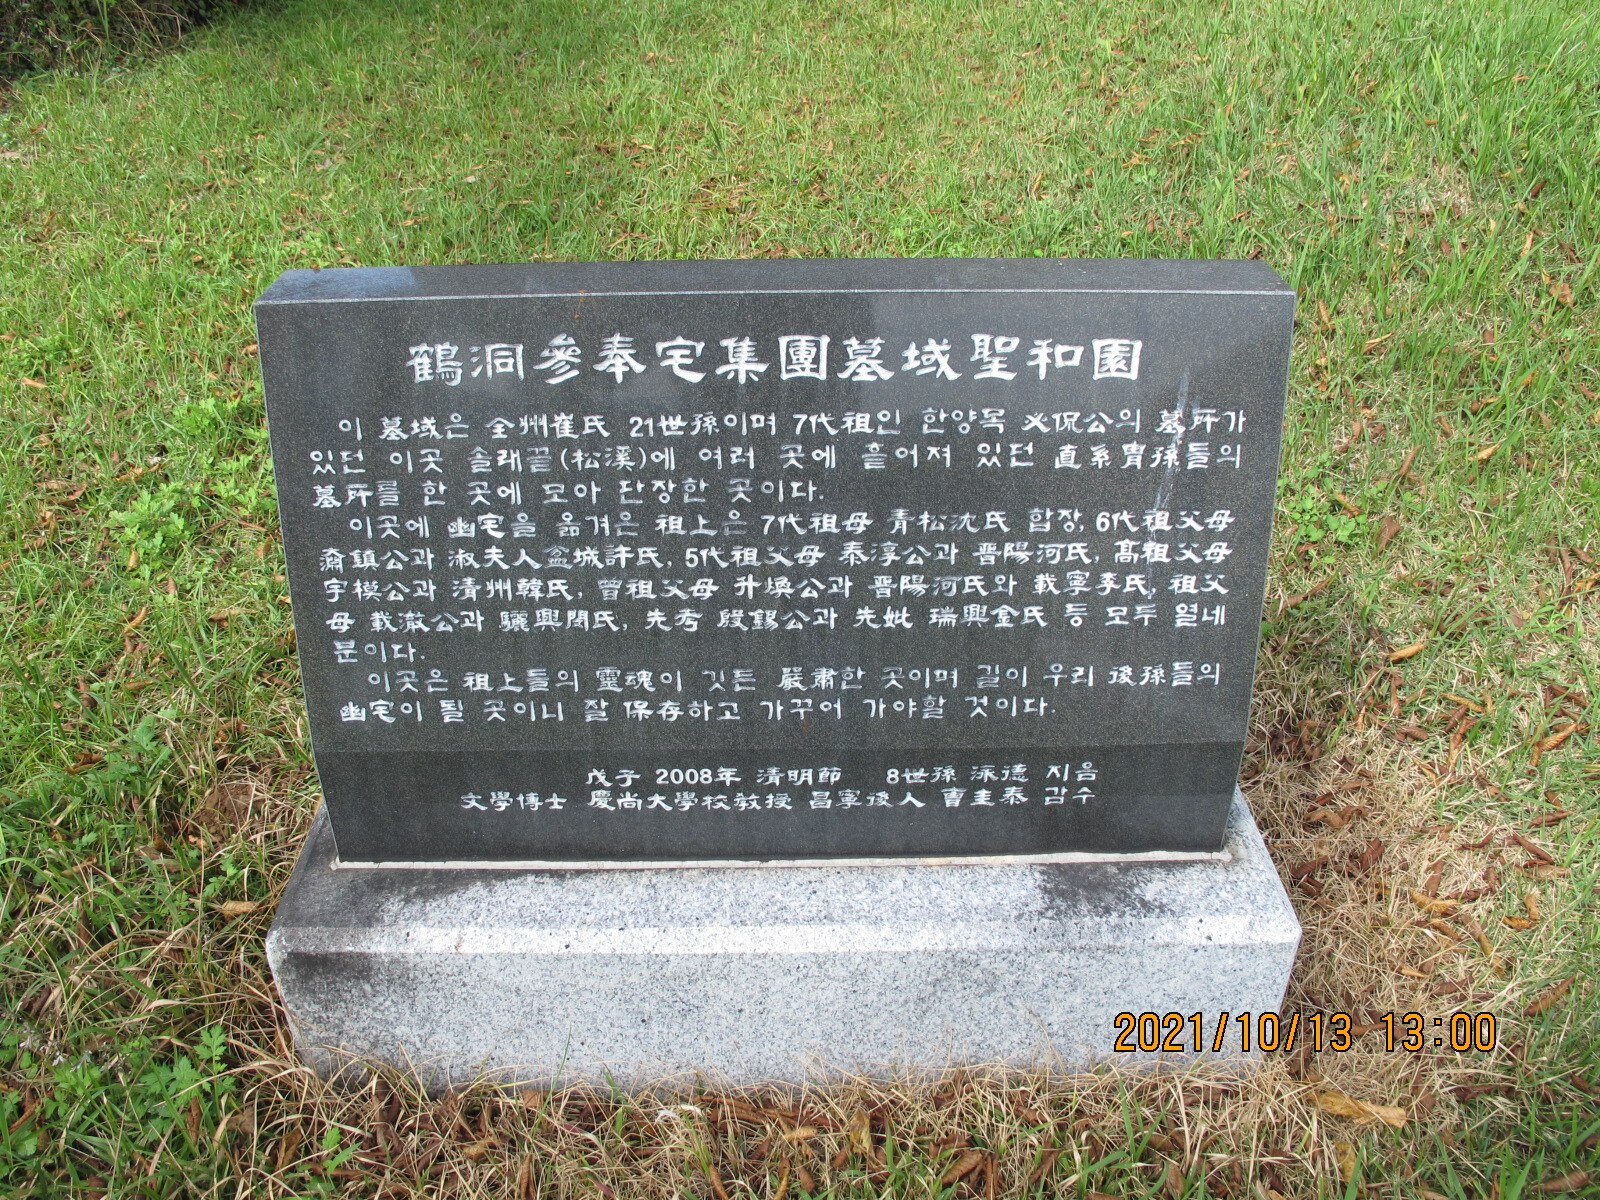 鶴洞參奉宅集團墓域聖和園
이 墓域은 全州崔氏 21世孫이며 7代祖인 한양목 必侃公의 墓所가
있던 이곳 솔래끝(松溪)에 여러 곳에 흩어져 있던 直系胄孫들의
墓所를 한 곳에 모아 단장한 곳이다.
이곳에 幽宅을 옮겨온 祖上은 7代祖母 靑松沈氏 합장, 6代祖父母
鎭公과 淑夫人盆城許氏, 5代祖父母 泰淳公과 晋陽河氏, 髙祖父母
宇模公과 清州韓氏, 曾祖父母 升煥公과 晋陽河氏와 載寧李氏, 祖父
母 載澈公과 驪興閔氏, 先考 殷錫公과 先妣 瑞興金氏 등 모두 열네
분이다.
이곳은 祖上들의 靈魂이 깃든 嚴肅한 곳이며 길이 우리 後孫들의
幽宅이 될 곳이니 잘 保存하고 가꾸어 가야할 것이다.
戊子 2008年 清明節 8世孫 泳德 지음
文學博士 慶尚大學校教授 昌寧後人 曺圭泰 감수
2021/10/13 13:00